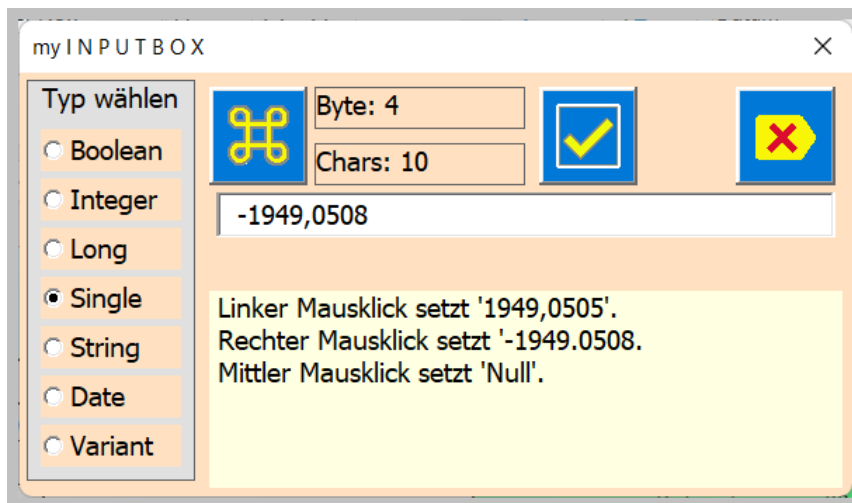 my I N P U T B O X
Typ wählen
Boolean
Integer
Long
Single
String
Date
Variant
Byte: 4
Chars: 10
-1949,0508
Linker Mausklick setzt '1949,0505'.
Rechter Mausklick setzt '-1949.0508.
Mittler Mausklick setzt 'Null'.